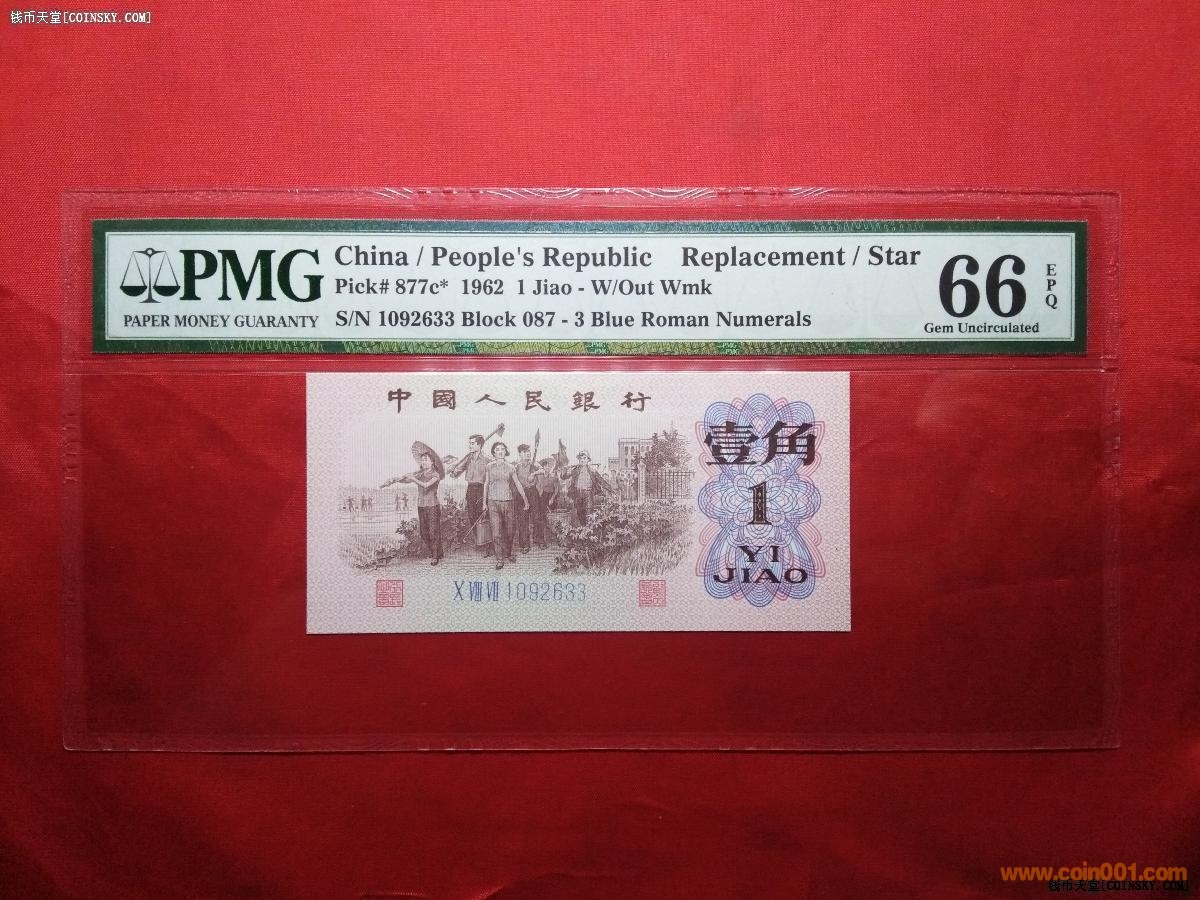 钱币天堂[COINSKY.COM]
PMG
PAPER MONEY GUARANTY
China / People's Republic Replacement / Star
Pick# 877c* 1962 1 Jiao - W/Out Wmk
S/N 1092633 Block 087 - 3 Blue Roman Numerals
66
EPQ
Gem Uncirculated
中國人民銀行
壹角
1
YI
JIAO
X VIII VII 1092633
www.coin001.com
钱币天堂[COINSKY.COM]